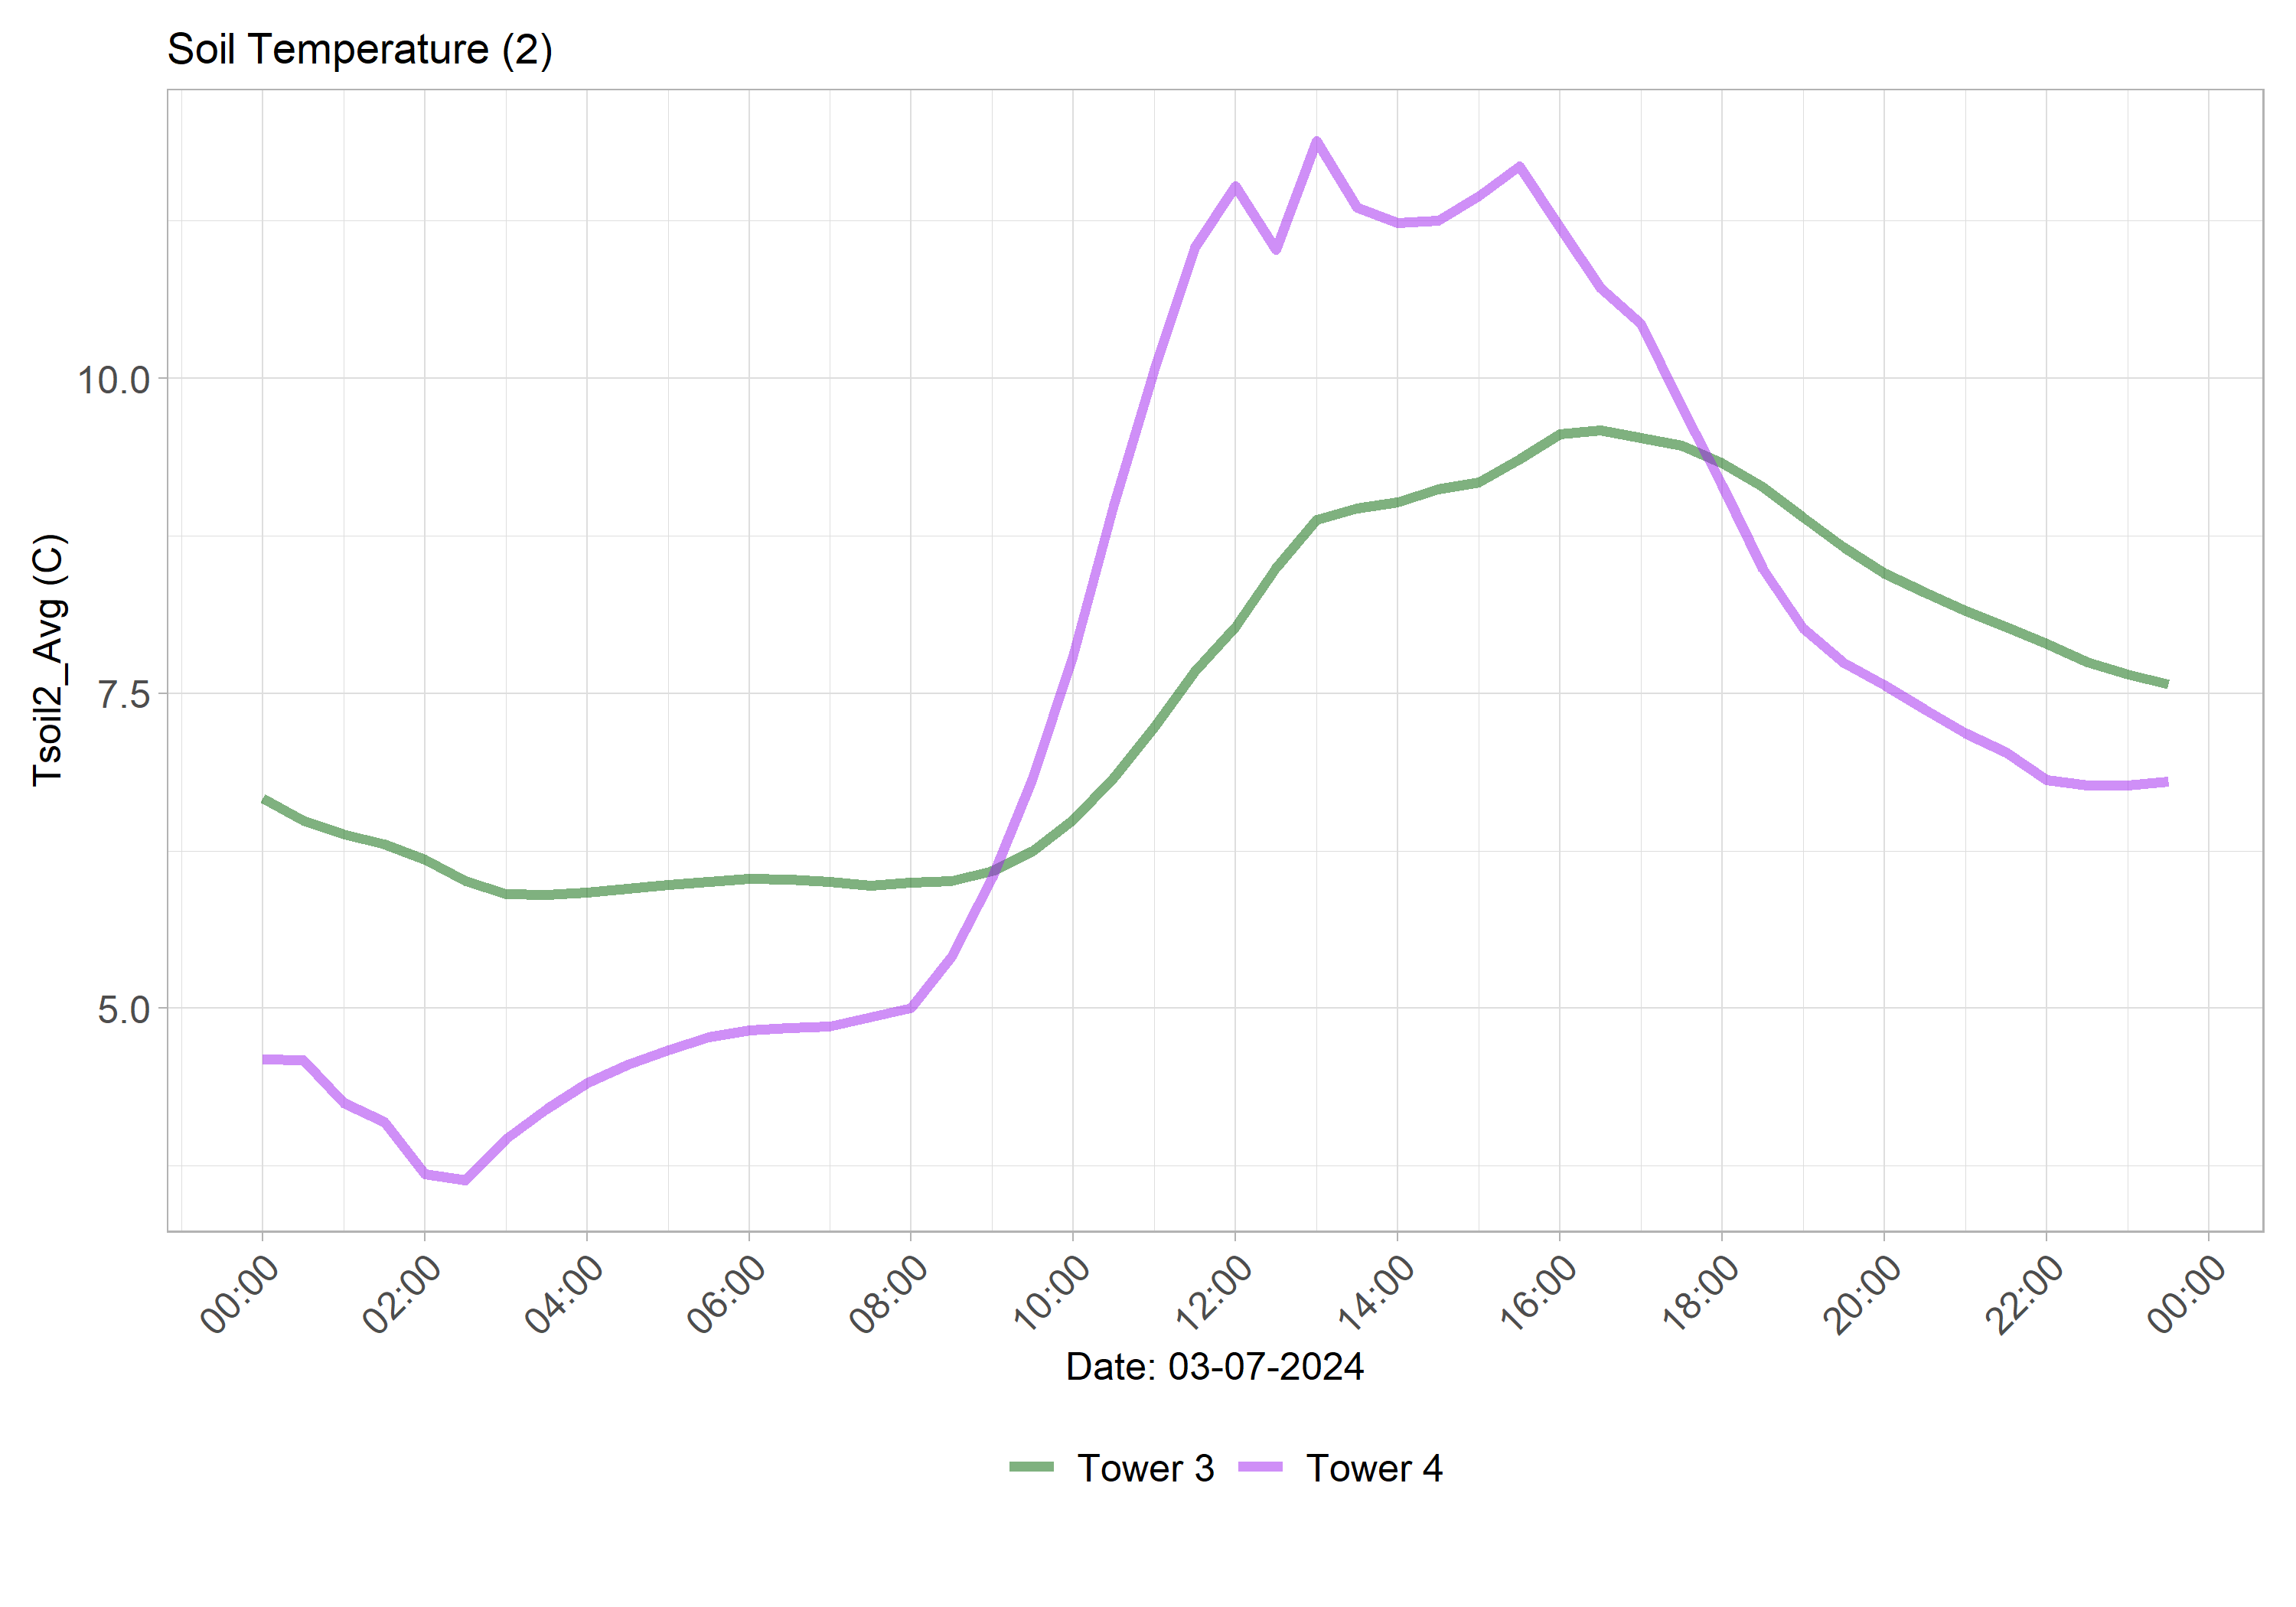 Soil Temperature (2)
Tsoil2_Avg (C)
10.0
7.5
5.0
00:00 02:00 04:00 06:00 08:00 10:00 12:00 14:00 16:00 18:00 20:00 22:00 00:00
Date: 03-07-2024
Tower 3 Tower 4